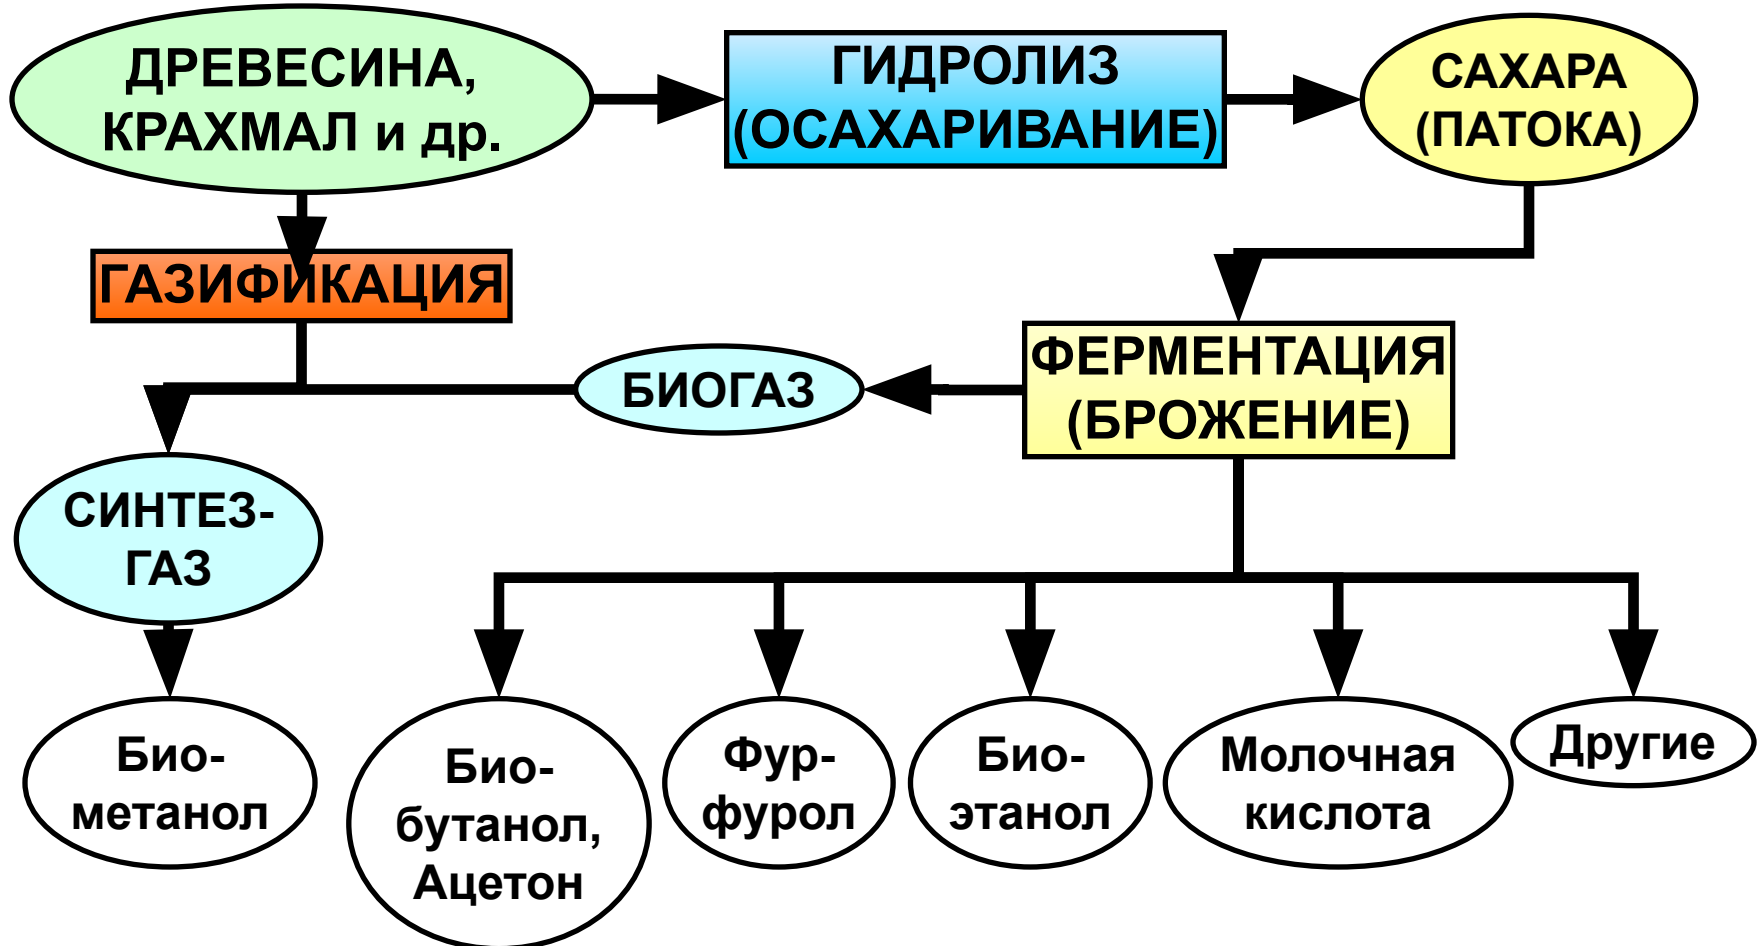 ДРЕВЕСИНА,
КРАХМАЛ и др.
ГИДРОЛИЗ
(ОСАХАРИВАНИЕ)
САХАРА
(ПАТОКА)
ГАЗИФИКАЦИЯ
ФЕРМЕНТАЦИЯ
(БРОЖЕНИЕ)
БИОГАЗ
СИНТЕЗ-
ГАЗ
Био-
метанол
Био-
бутанол,
Ацетон
Фур-
фурол
Био-
этанол
Молочная
кислота
Другие